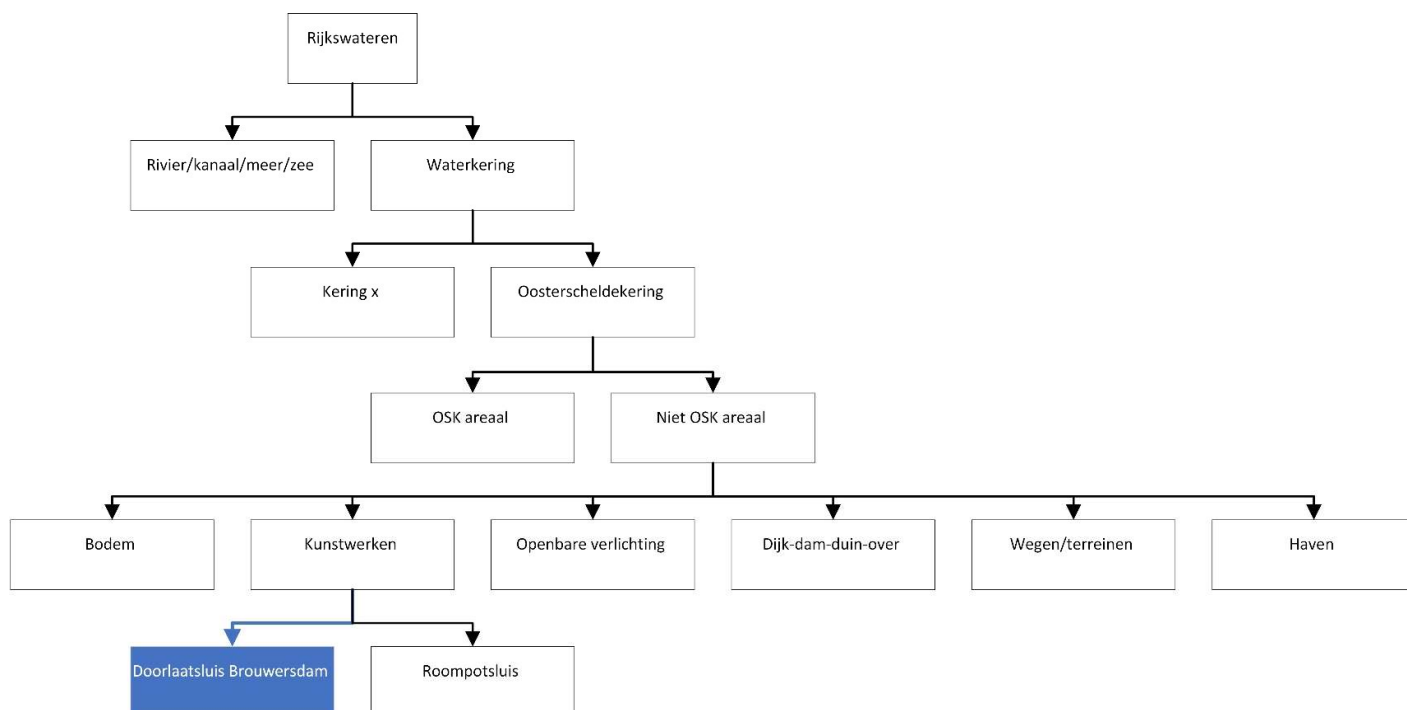 Rijkswateren
Rivier/kanaal/meer/zee
Waterkering
Kering x
Oosterscheldekering
OSK areaal
Niet OSK areaal
Bodem
Kunstwerken
Openbare verlichting
Dijk-dam-duin-over
Wegen/terreinen
Haven
Doorlaatsluis Brouwersdam
Roompotsluis